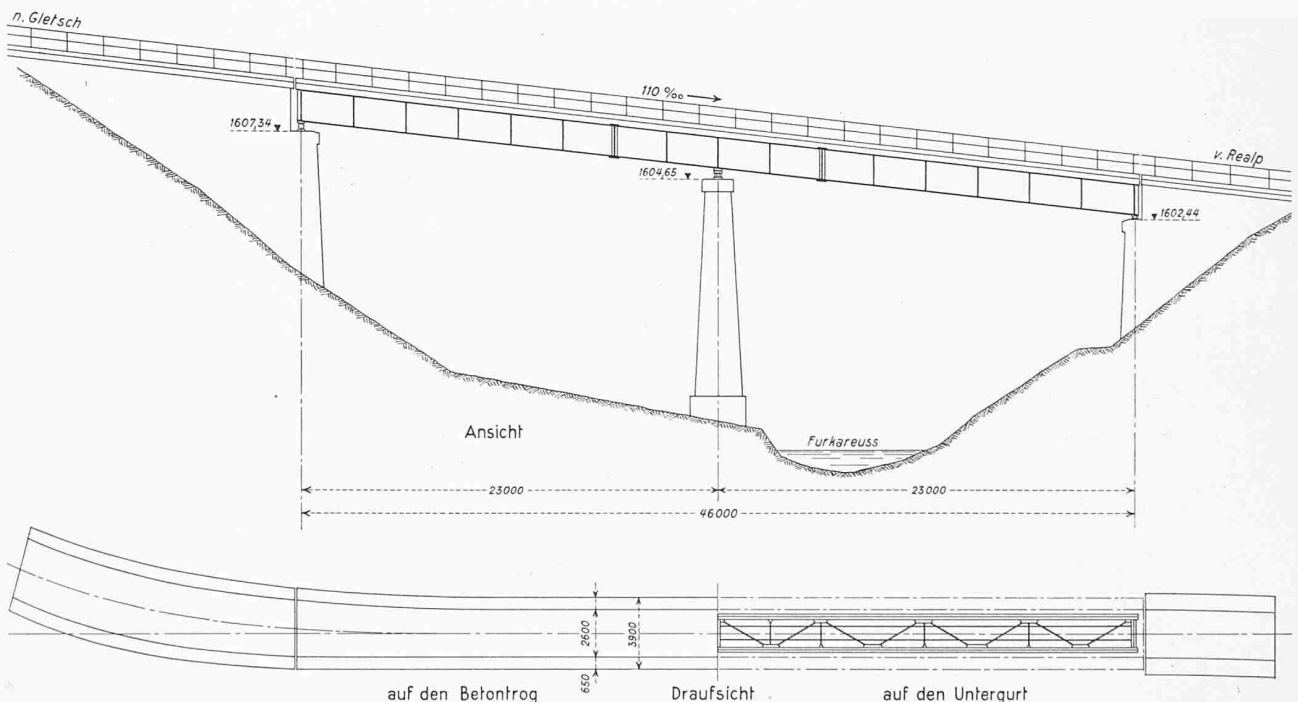 n. Gletsch
110 ‰
1607,34
v. Realp
1604,65
1602,44
Ansicht
Furkareuss
23000
23000
46000
2600
3900
650
auf den Betontrog
Draufsicht
auf den Untergurt